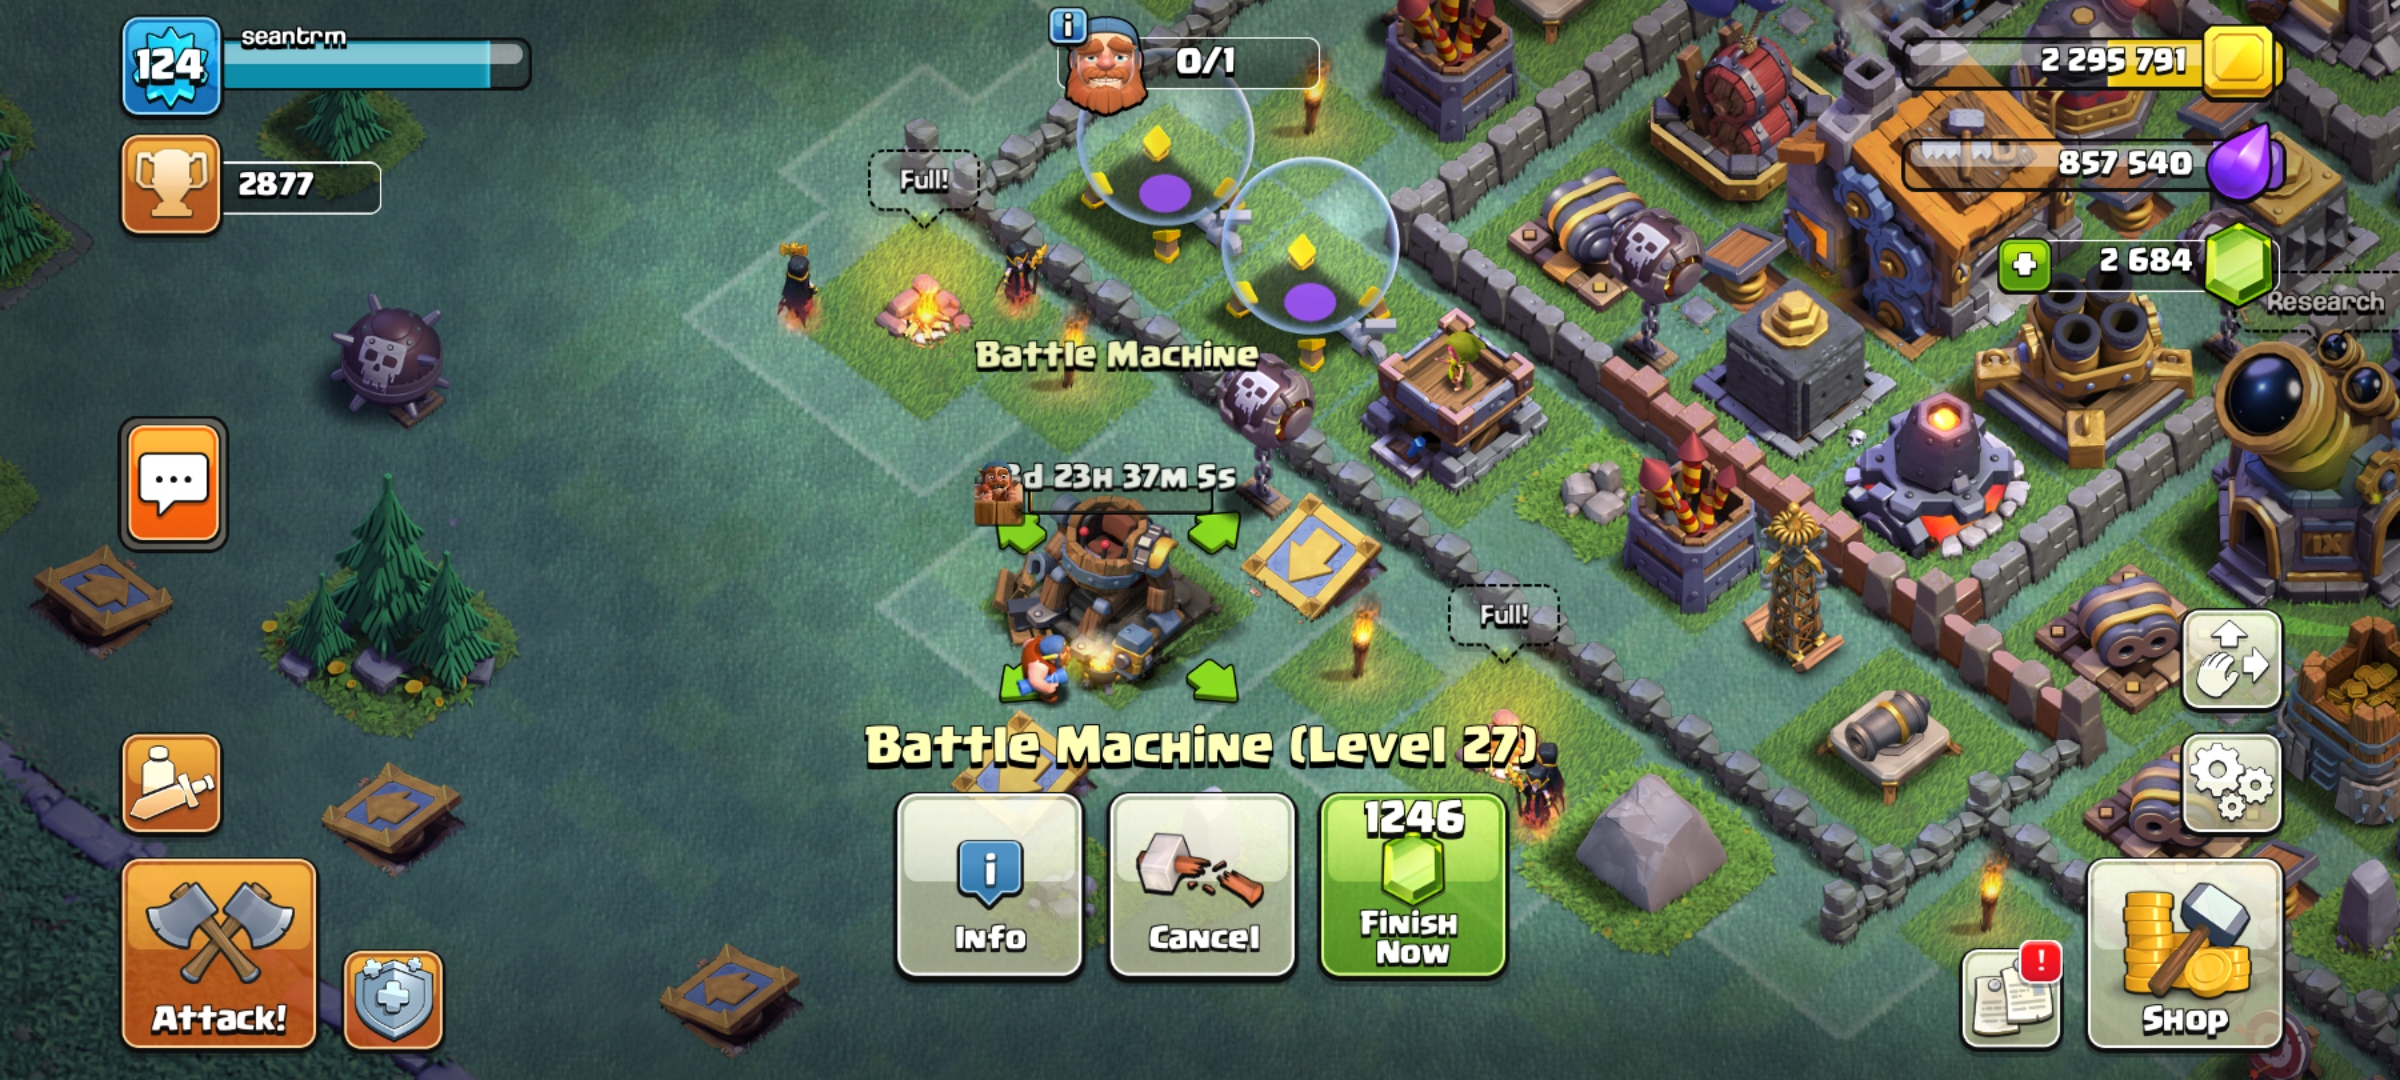 124
seantrm
2877
0/1
2 295 791
857 540
2 684
Research
Full!
Battle Machine
d 23H 37M 5s
Full!
IX
Battle Machine (Level 27)
Info
Cancel
1246
Finish
Now
Attack!
!
Shop